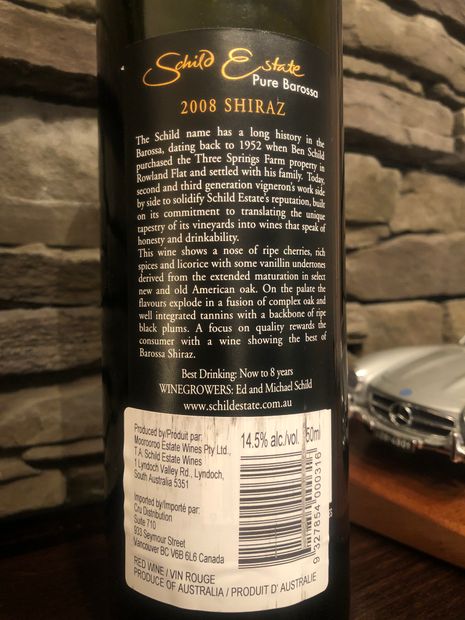 Schild Estate
Pure Barossa
2008 SHIRAZ
The Schild name has a long history in the
Barossa, dating back to 1952 when Ben Schild
purchased the Three Springs Farm property in
Rowland Flat and settled with his family. Today,
second and third generation vigneron's work side
by side to solidify Schild Estate's reputation, built
on its commitment to translating the unique
tapestry of its vineyards into wines that speak of
honesty and drinkability.
This wine shows a nose of ripe cherries, rich
spices and licorice with some vanillin undertones
derived from the extended maturation in select
new and old American oak. On the palate the
flavours explode in a fusion of complex oak and
well integrated tannins with a backbone of ripe
black plums. A focus on quality rewards the
consumer with a wine showing the best of
Barossa Shiraz.
Best Drinking: Now to 8 years
WINEGROWERS: Ed and Michael Schild
www.schildestate.com.au
Produced by/Produit par:
Moorooroo Estate Wines Pty Ltd.,
T.A. Schild Estate Wines
1 Lyndoch Valley Rd., Lyndoch,
South Australia 5351
Imported by/Importé par:
Cru Distribution
Suite 710
933 Seymour Street
Vancouver BC V6B 6L6 Canada
RED WINE / VIN ROUGE
PRODUCE OF AUSTRALIA / PRODUIT D' AUSTRALIE
14.5% alc./vol.
50ml
9 327854 000316